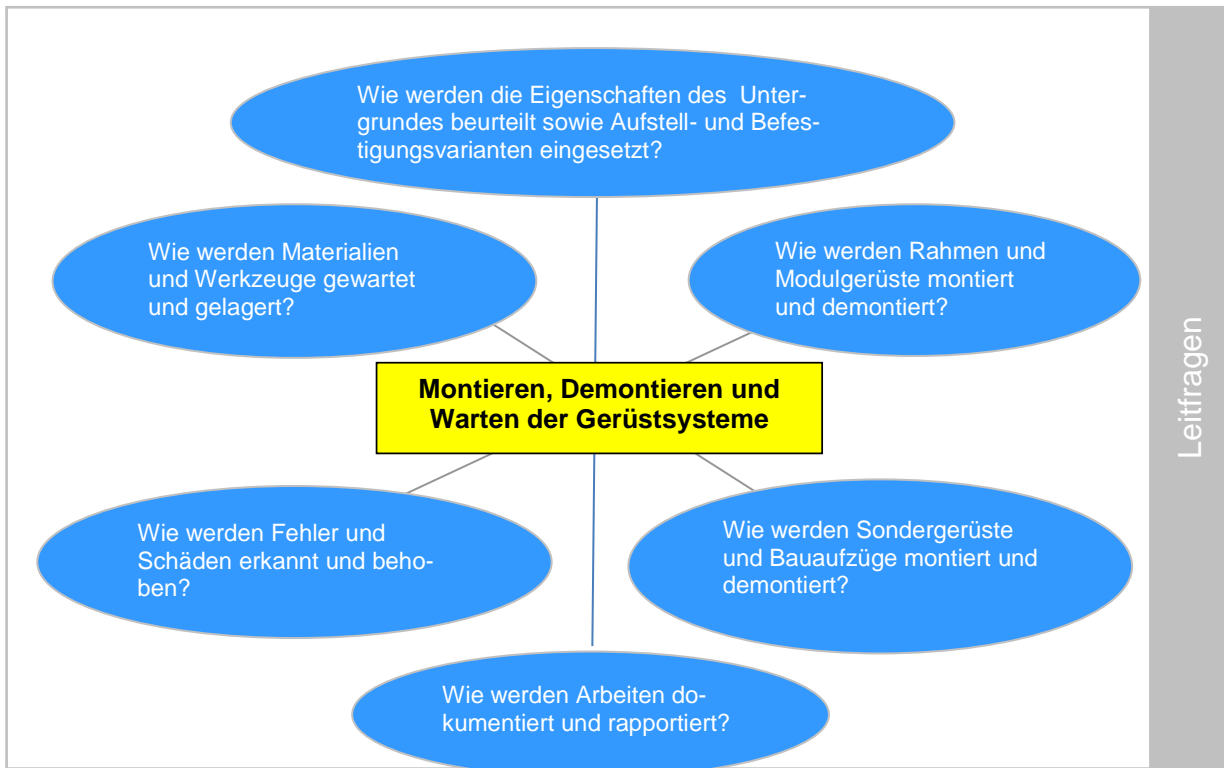 Wie werden die Eigenschaften des Unter-
grundes beurteilt sowie Aufstell- und Befes-
tigungsvarianten eingesetzt?
Wie werden Materialien
und Werkzeuge gewartet
und gelagert?
Wie werden Rahmen und
Modulgerüste montiert
und demontiert?
Montieren, Demontieren und
Warten der Gerüstsysteme
Wie werden Fehler und
Schäden erkannt und beho-
ben?
Wie werden Sondergerüste
und Bauaufzüge montiert und
demontiert?
Wie werden Arbeiten do-
kumentiert und rapportiert?
Leitfragen